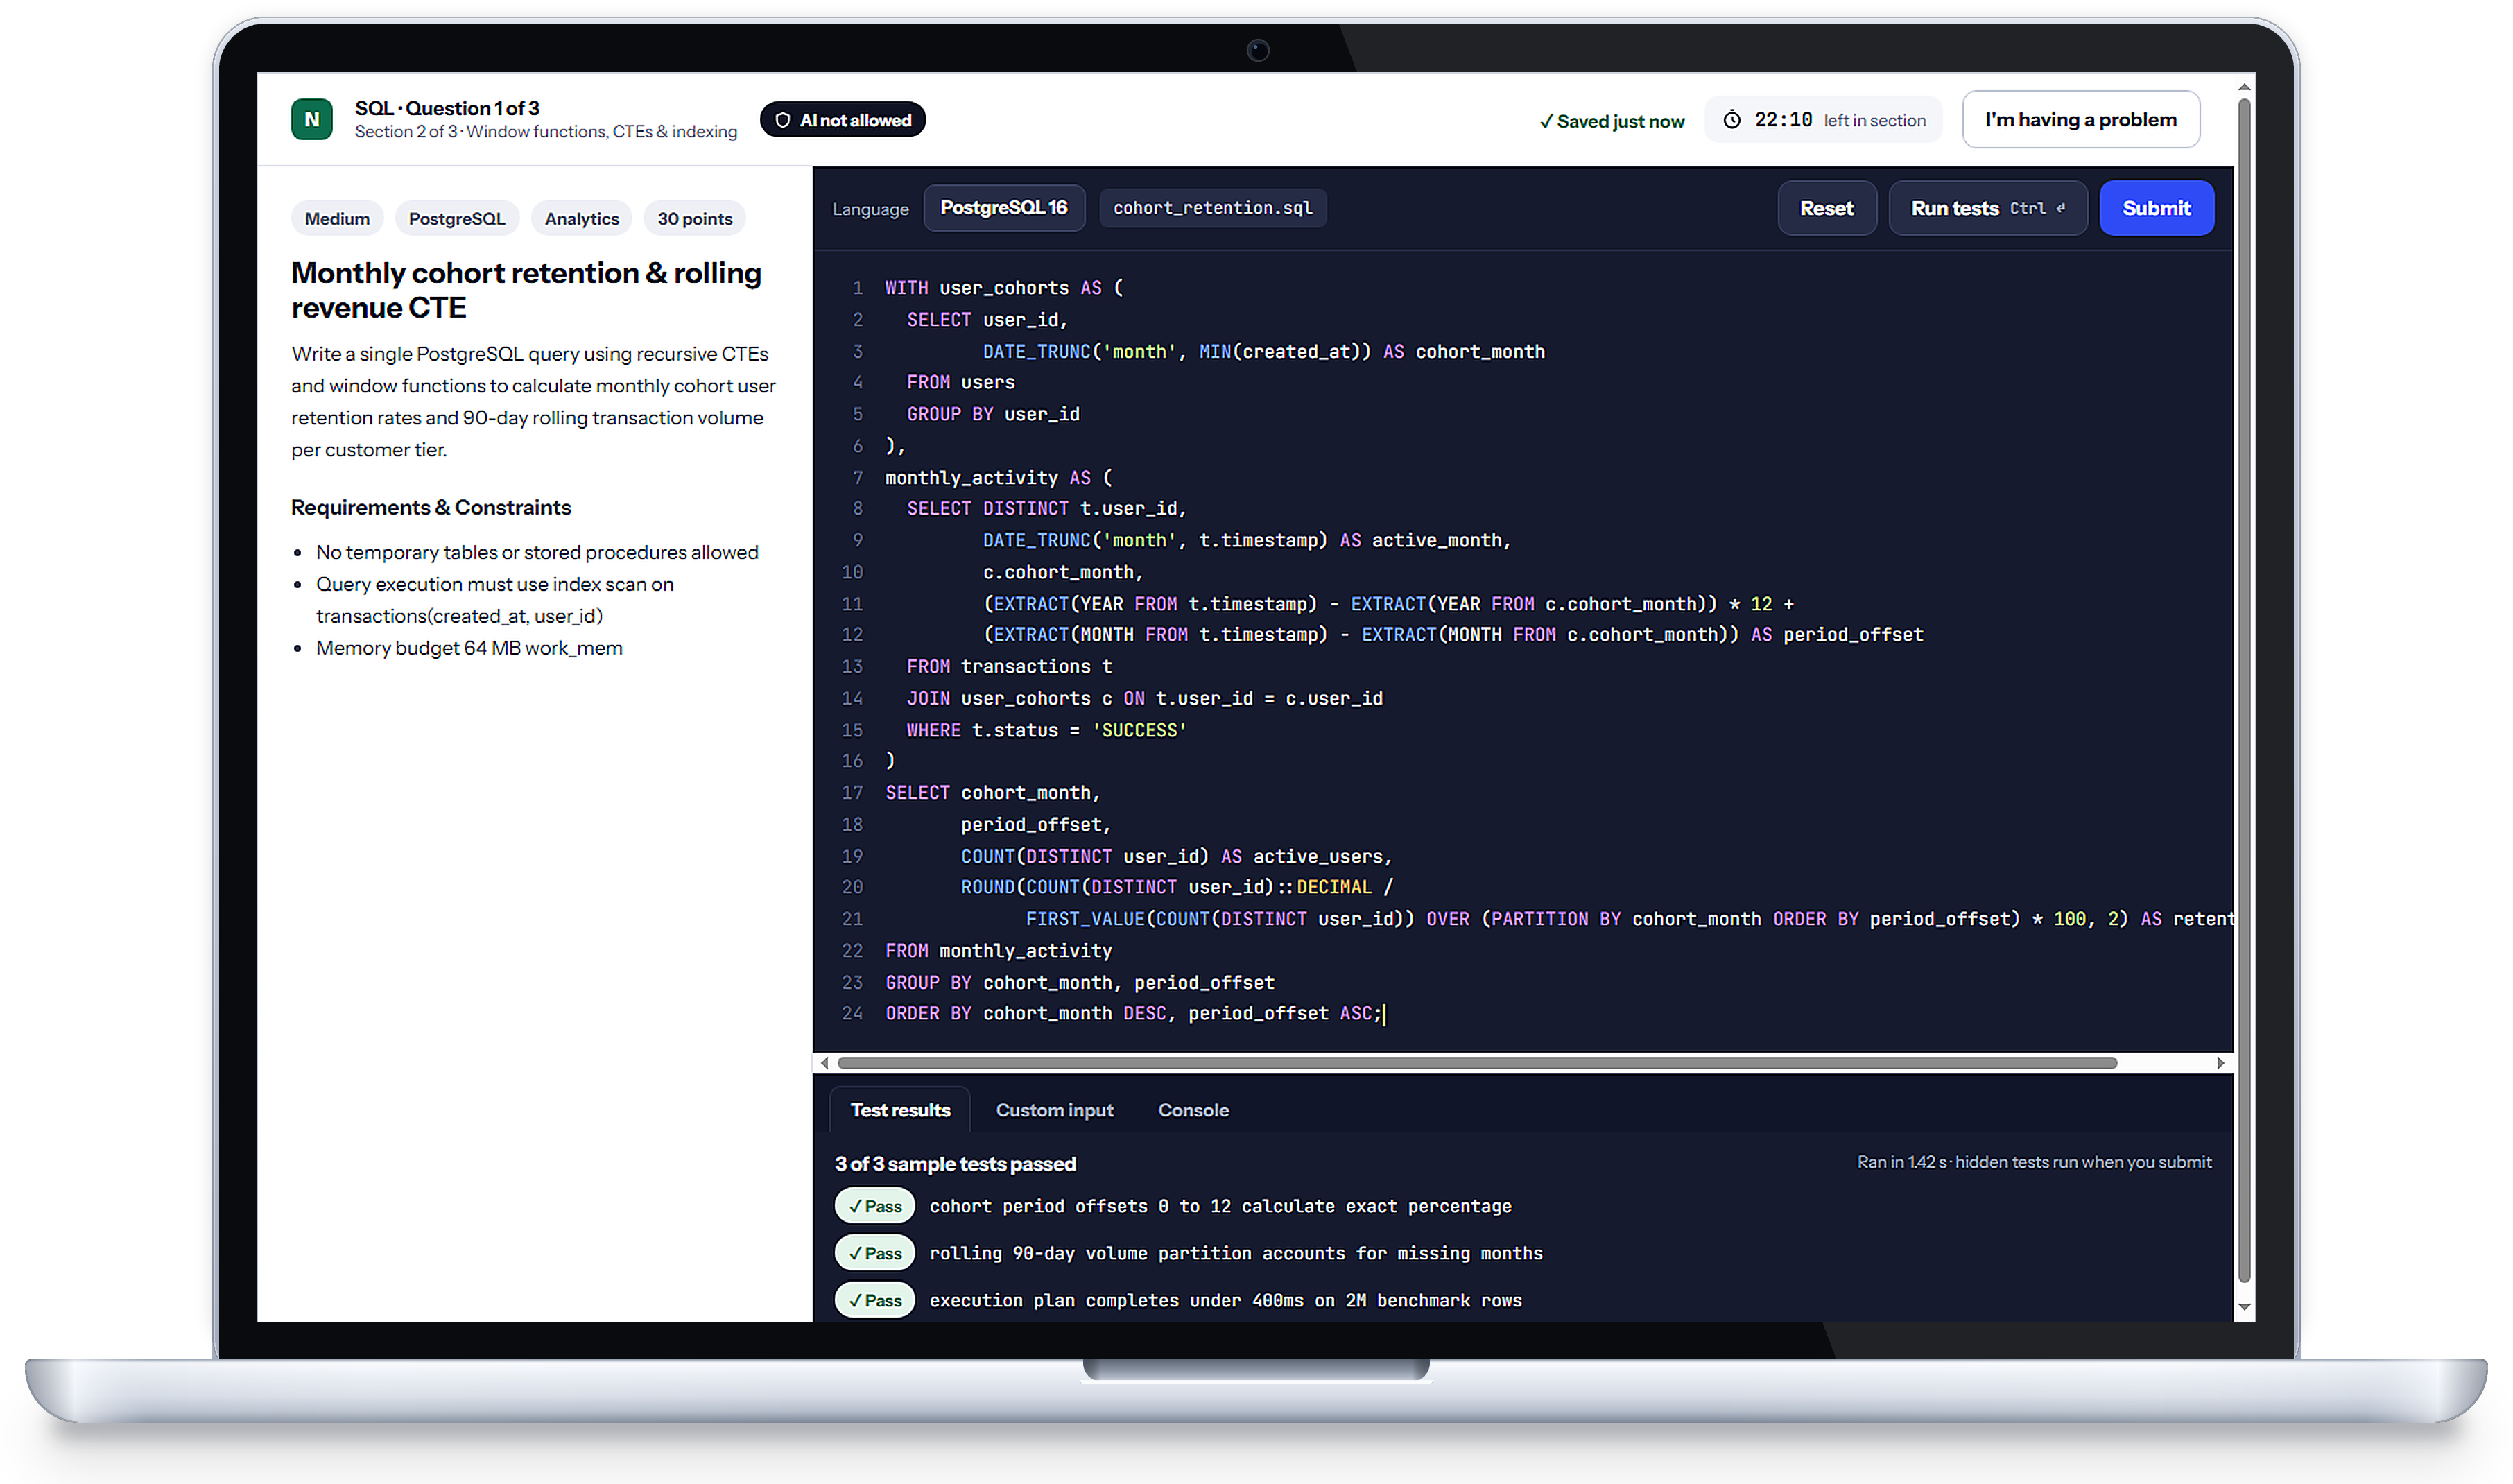 N
SQL · Question 1 of 3
Section 2 of 3 · Window functions, CTEs & indexing
AI not allowed
✓ Saved just now
22:10 left in section
I'm having a problem
Medium
PostgreSQL
Analytics
30 points
Monthly cohort retention & rolling
revenue CTE
Write a single PostgreSQL query using recursive CTEs
and window functions to calculate monthly cohort user
retention rates and 90-day rolling transaction volume
per customer tier.
Requirements & Constraints
• No temporary tables or stored procedures allowed
• Query execution must use index scan on
transactions(created_at, user_id)
• Memory budget 64 MB work_mem
Language
PostgreSQL 16
cohort_retention.sql
Reset
Run tests Ctrl ⏎
Submit
1 WITH user_cohorts AS (
2   SELECT user_id,
3          DATE_TRUNC('month', MIN(created_at)) AS cohort_month
4   FROM users
5   GROUP BY user_id
6 ),
7 monthly_activity AS (
8   SELECT DISTINCT t.user_id,
9          DATE_TRUNC('month', t.timestamp) AS active_month,
10          c.cohort_month,
11          (EXTRACT(YEAR FROM t.timestamp) - EXTRACT(YEAR FROM c.cohort_month)) * 12 +
12          (EXTRACT(MONTH FROM t.timestamp) - EXTRACT(MONTH FROM c.cohort_month)) AS period_offset
13   FROM transactions t
14   JOIN user_cohorts c ON t.user_id = c.user_id
15   WHERE t.status = 'SUCCESS'
16 )
17 SELECT cohort_month,
18        period_offset,
19        COUNT(DISTINCT user_id) AS active_users,
20        ROUND(COUNT(DISTINCT user_id)::DECIMAL /
21              FIRST_VALUE(COUNT(DISTINCT user_id)) OVER (PARTITION BY cohort_month ORDER BY period_offset) * 100, 2) AS retent
22 FROM monthly_activity
23 GROUP BY cohort_month, period_offset
24 ORDER BY cohort_month DESC, period_offset ASC;
Test results
Custom input
Console
3 of 3 sample tests passed
Ran in 1.42 s · hidden tests run when you submit
✓ Pass cohort period offsets 0 to 12 calculate exact percentage
✓ Pass rolling 90-day volume partition accounts for missing months
✓ Pass execution plan completes under 400ms on 2M benchmark rows